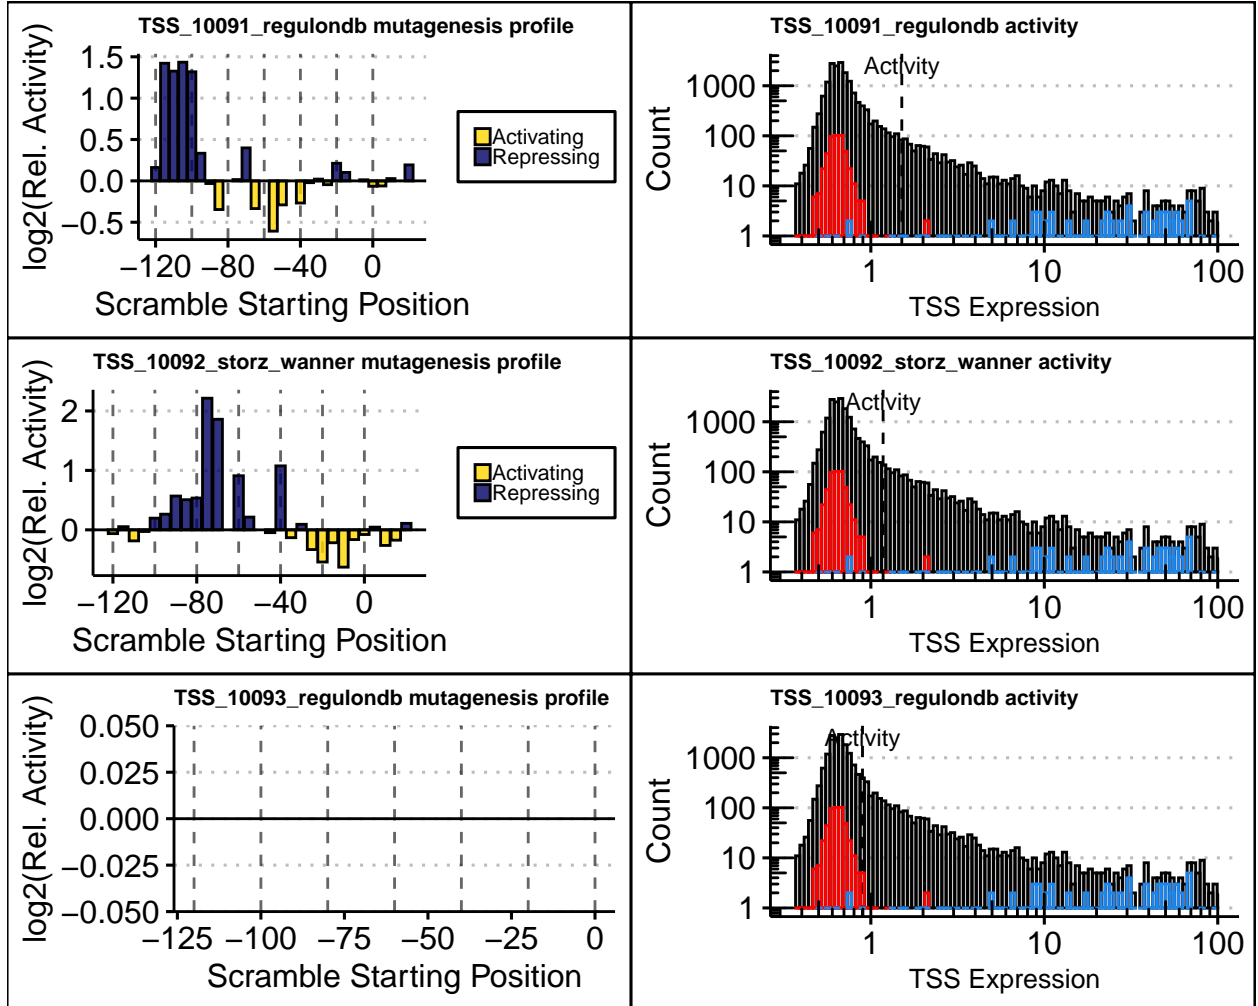 TSS_10091_regulondb mutagenesis profile
log2(Rel. Activity)
1.5
1.0
0.5
0.0
−0.5
−120 −80 −40 0
Scramble Starting Position
Activating
Repressing
TSS_10091_regulondb activity
Activity
Count
1000
100
10
1
1 10 100
TSS Expression
TSS_10092_storz_wanner mutagenesis profile
log2(Rel. Activity)
2
1
0
−120 −80 −40 0
Scramble Starting Position
Activating
Repressing
TSS_10092_storz_wanner activity
Activity
Count
1000
100
10
1
1 10 100
TSS Expression
TSS_10093_regulondb mutagenesis profile
log2(Rel. Activity)
0.050
0.025
0.000
−0.025
−0.050
−125 −100 −75 −50 −25 0
Scramble Starting Position
TSS_10093_regulondb activity
Activity
Count
1000
100
10
1
1 10 100
TSS Expression